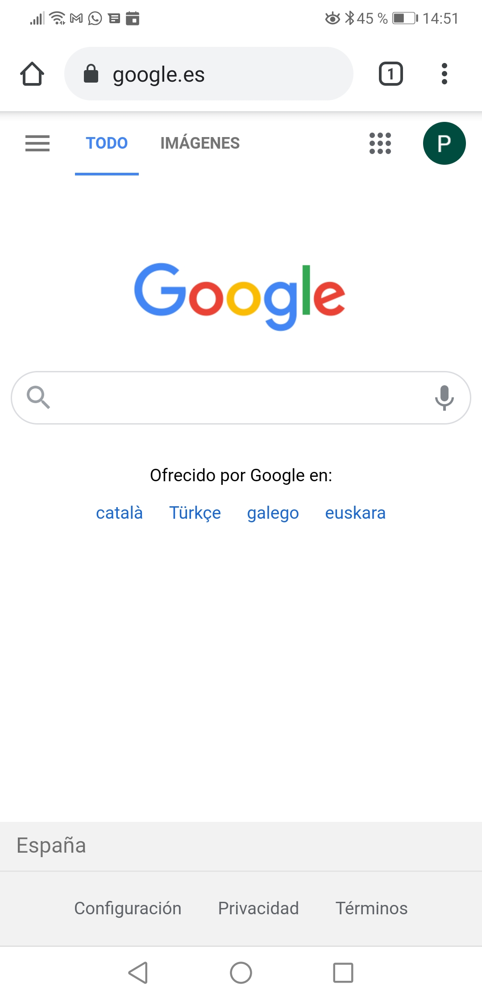 45 % 14:51
google.es 1
TODO IMÁGENES P
Google
Ofrecido por Google en:
català Türkçe galego euskara
España
Configuración Privacidad Términos